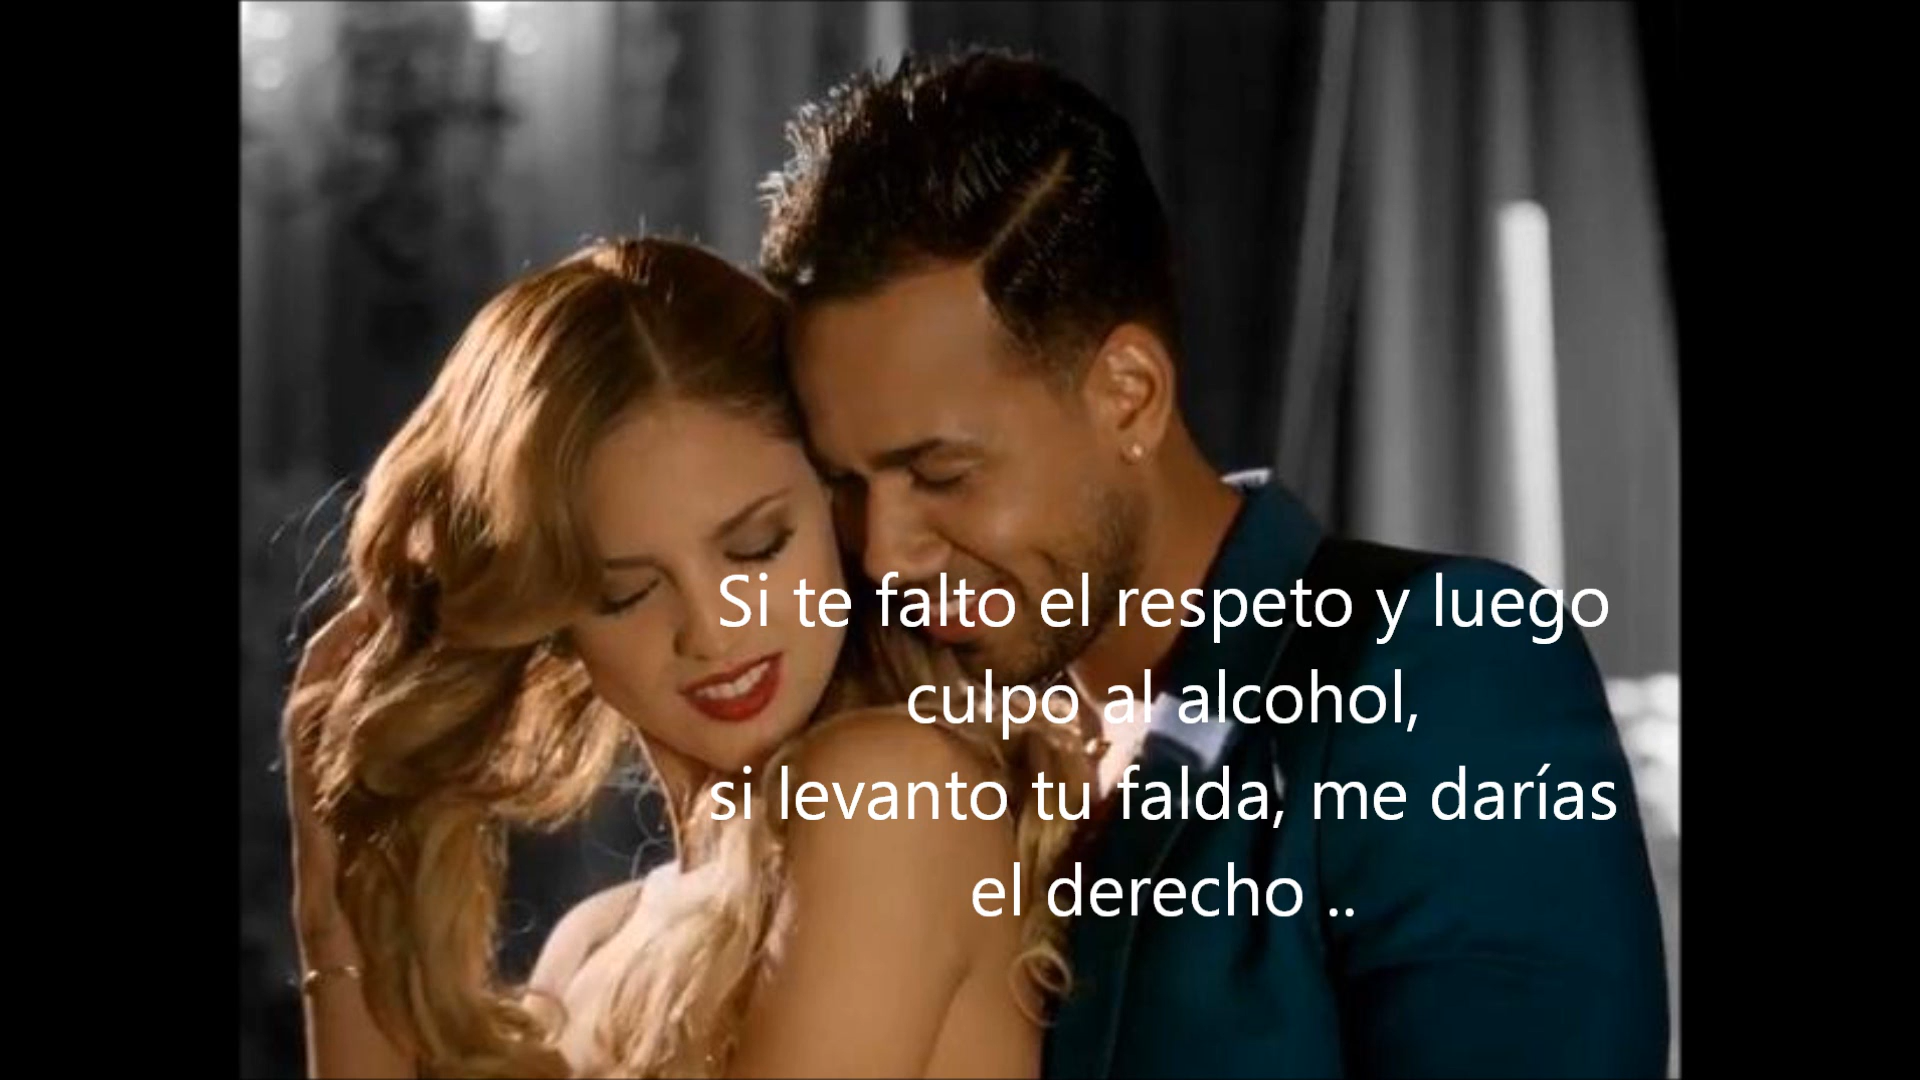 Si te falto el respeto y luego
culpo al alcohol,
si levanto tu falda, me darías
el derecho ..